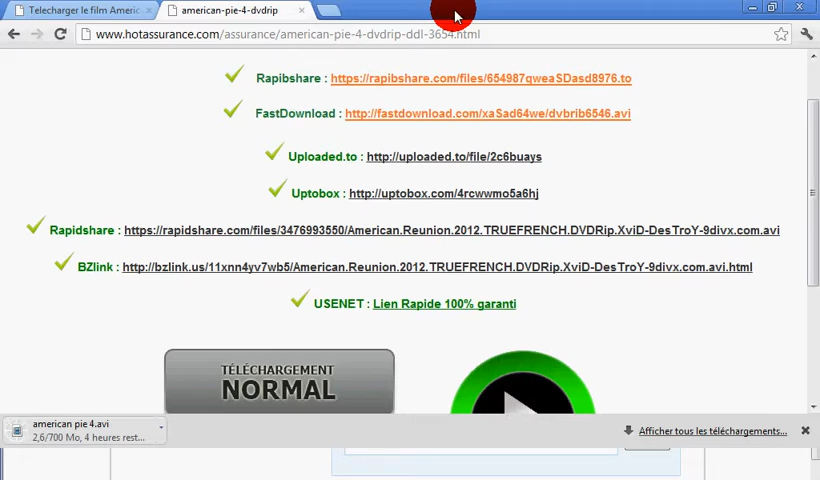 Telecharger le film Americ
american-pie-4-dvdrip
www.hotassurance.com/assurance/american-pie-4-dvdrip-ddl-3654.html
Rapibshare : https://rapibshare.com/files/654987qweaSDasd8976.to
FastDownload : http://fastdownload.com/xaSad64we/dvbrib6546.avi
Uploaded.to : http://uploaded.to/file/2c6buays
Uptobox : http://uptobox.com/4rcwwmo5a6hj
Rapidshare : https://rapidshare.com/files/3476993550/American.Reunion.2012.TRUEFRENCH.DVDRip.XviD-DesTroY-9divx.com.avi
BZlink : http://bzlink.us/11xnn4yv7wb5/American.Reunion.2012.TRUEFRENCH.DVDRip.XviD-DesTroY-9divx.com.avi.html
USENET : Lien Rapide 100% garanti
TÉLÉCHARGEMENT
NORMAL
american pie 4.avi
2,6/700 Mo, 4 heures rest...
Afficher tous les téléchargements...